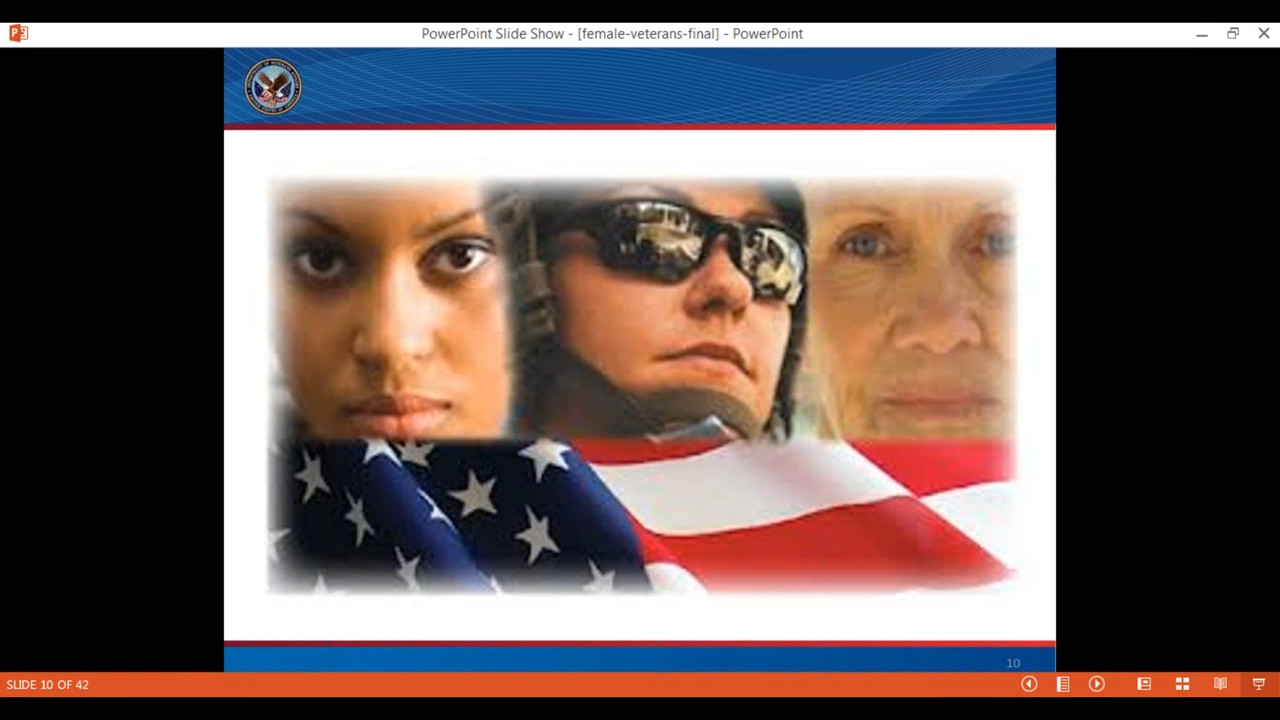 PowerPoint Slide Show - [female-veterans-final] - PowerPoint
10
SLIDE 10 OF 42